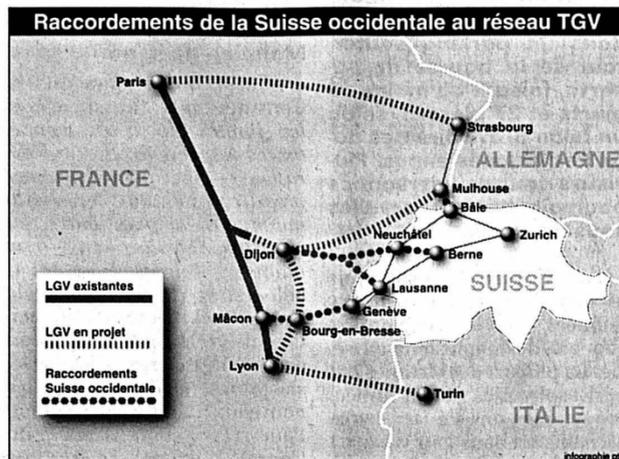 Raccordements de la Suisse occidentale au réseau TGV
Paris
Strasbourg
ALLEMAGNE
FRANCE
Mulhouse
Bâle
Neuchâtel
Zurich
Dijon
Berne
LGV existantes
SUISSE
Lausanne
LGV en projet
Genève
Mâcon
Bourg-en-Bresse
Raccordements
Suisse occidentale
Lyon
Turin
ITALIE
infographie